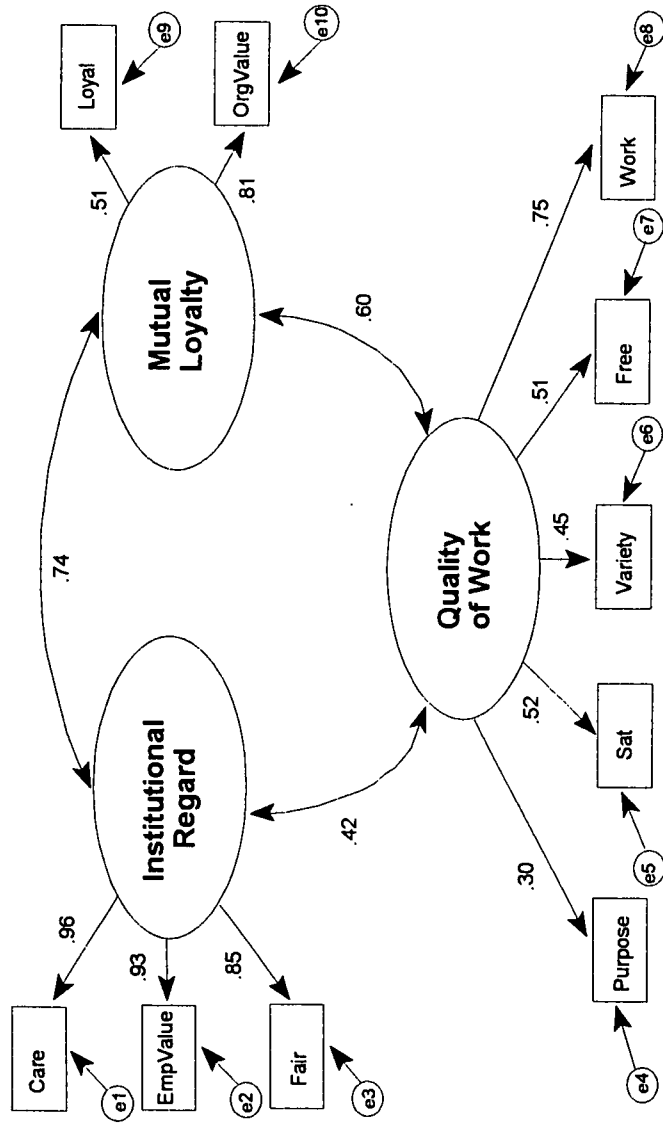 .74
Institutional
Regard
Mutual
Loyalty
.96
.93
.85
Care
EmpValue
Fair
e1
e2
e3
.51
.81
Loyal
OrgValue
e9
e10
.42
.60
Quality
of Work
.30
.52
.45
.51
.75
Purpose
Sat
Variety
Free
Work
e4
e5
e6
e7
e8